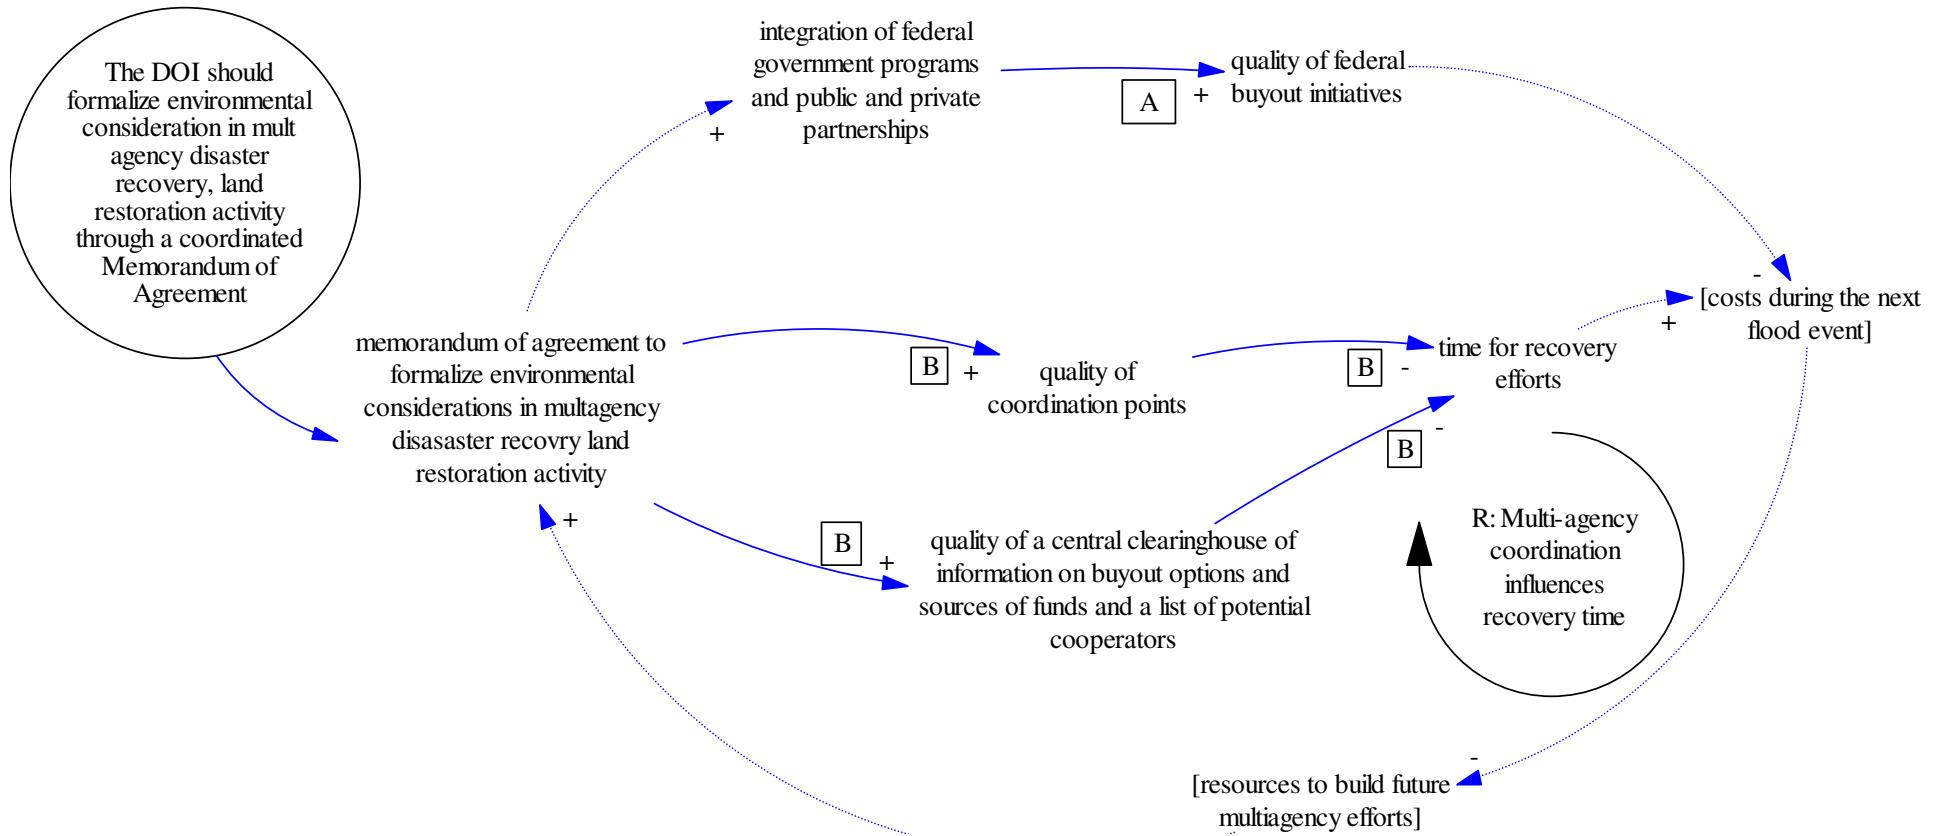 The DOI should
formalize environmental
consideration in mult
agency disaster
recovery, land
restoration activity
through a coordinated
Memorandum of
Agreement
integration of federal
government programs
and public and private
partnerships
+
A
+
quality of federal
buyout initiatives
-
[costs during the next
flood event]
+
memorandum of agreement to
formalize environmental
considerations in multagency
disasaster recovry land
restoration activity
+
B
+
quality of
coordination points
B
-
time for recovery
efforts
B
-
B
+
quality of a central clearinghouse of
information on buyout options and
sources of funds and a list of potential
cooperators
R: Multi-agency
coordination
influences
recovery time
-
[resources to build future
multiagency efforts]